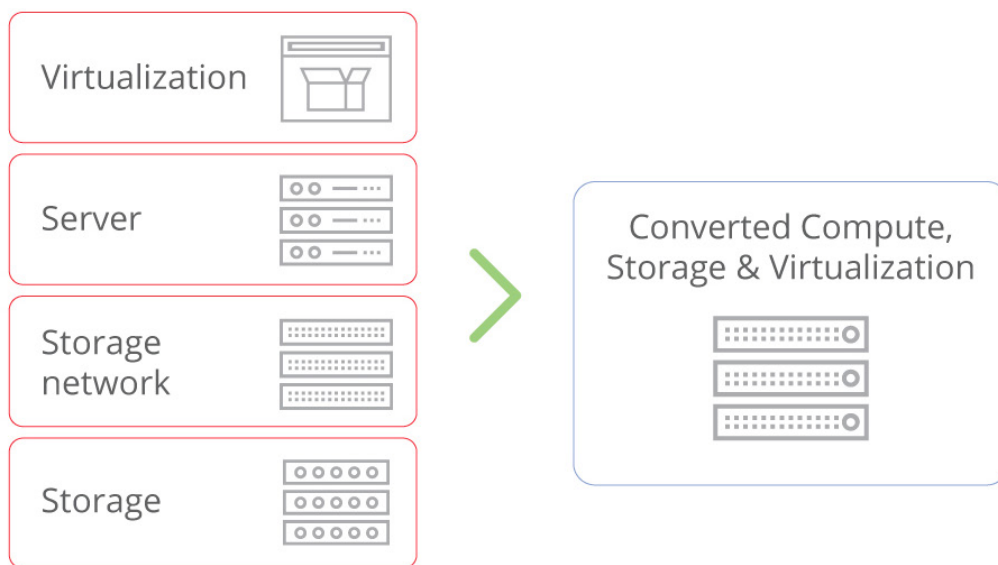 Virtualization
Server
Storage
network
Storage
Converted Compute,
Storage & Virtualization